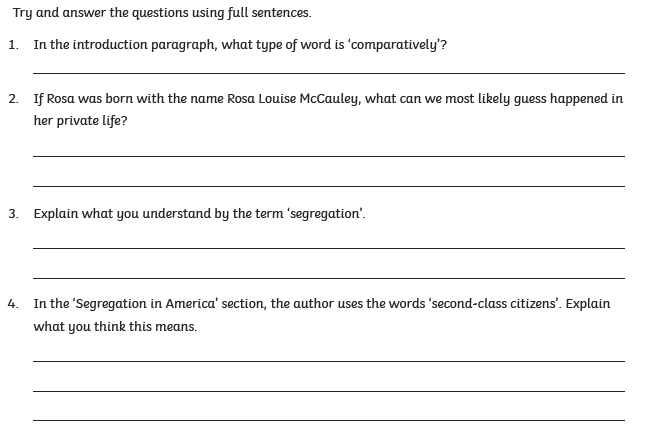 Try and answer the questions using full sentences.
1. In the introduction paragraph, what type of word is ‘comparatively’?
2. If Rosa was born with the name Rosa Louise McCauley, what can we most likely guess happened in
her private life?
3. Explain what you understand by the term ‘segregation’.
4. In the ‘Segregation in America’ section, the author uses the words ‘second-class citizens’. Explain
what you think this means.